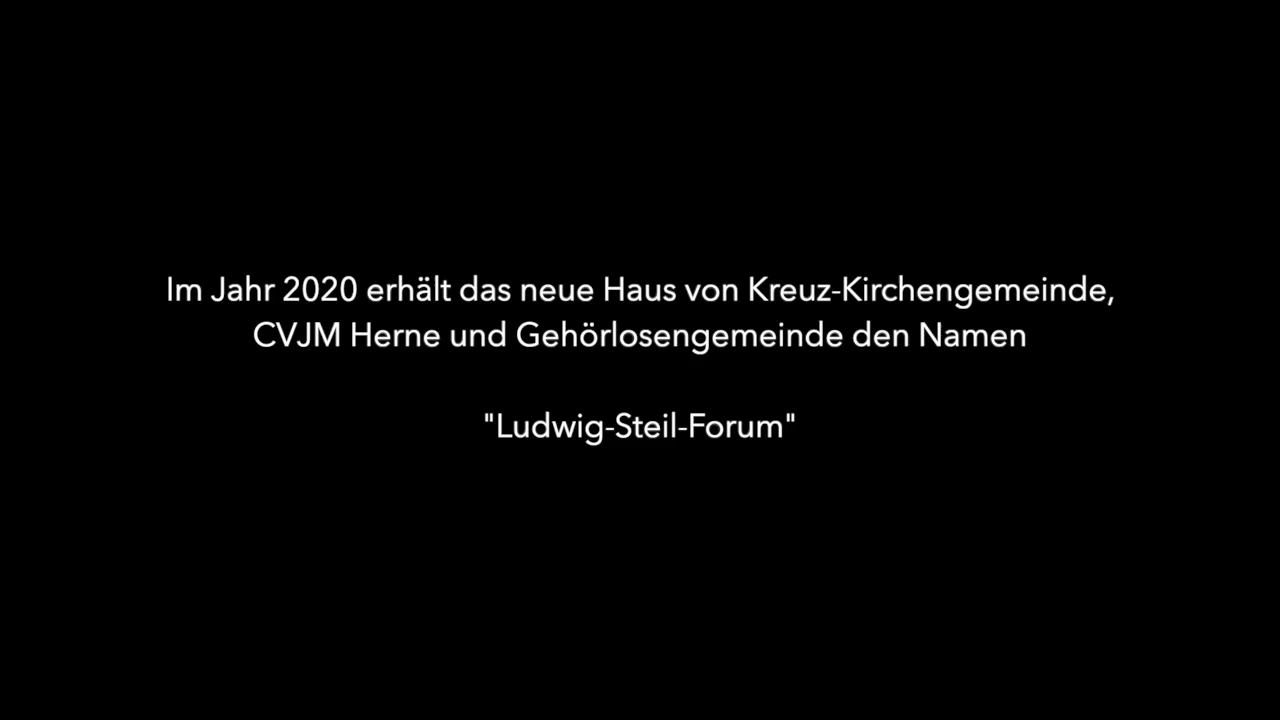 Im Jahr 2020 erhält das neue Haus von Kreuz-Kirchengemeinde,
CVJM Herne und Gehörlosengemeinde den Namen
"Ludwig-Steil-Forum"